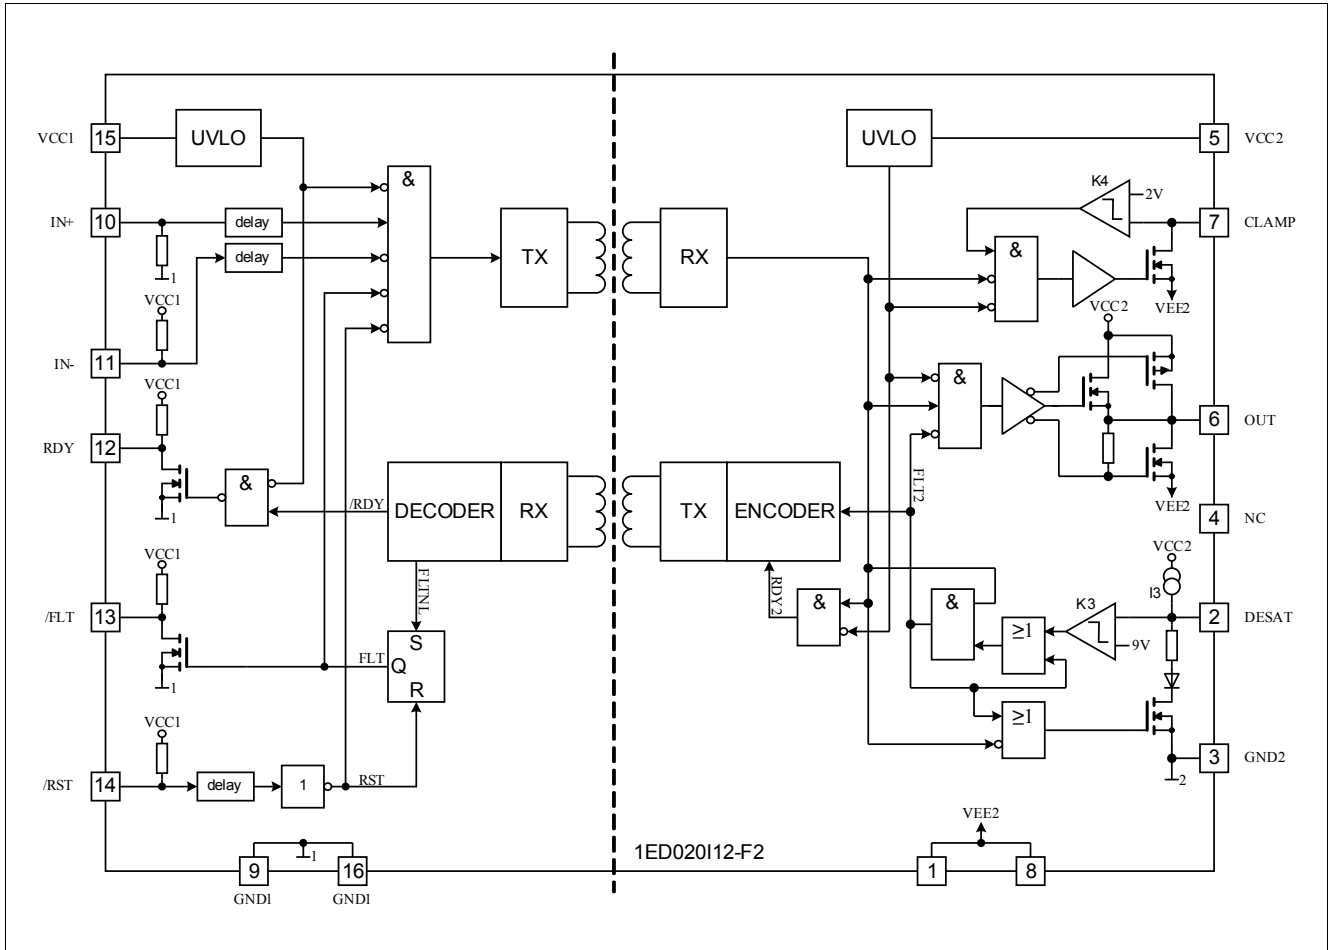 UVLO
UVLO
VCC1
15
5
VCC2
&
K4
2V
IN+
10
delay
7
CLAMP
delay
TX
RX
&
1
VCC1
VEE2
VCC2
IN-
11
VCC1
&
6
OUT
RDY
12
&
/RDY
DECODER
RX
TX
ENCODER
FLT2
VEE2
1
4
NC
VCC1
VCC2
I3
FLTNL
RDY2
&
&
K3
/FLT
13
≥1
2
DESAT
9V
S
FLT
Q
R
1
≥1
VCC1
3
GND2
/RST
14
delay
1
RST
2
VEE2
1
1ED020I12-F2
9
16
1
8
GND1
GND1